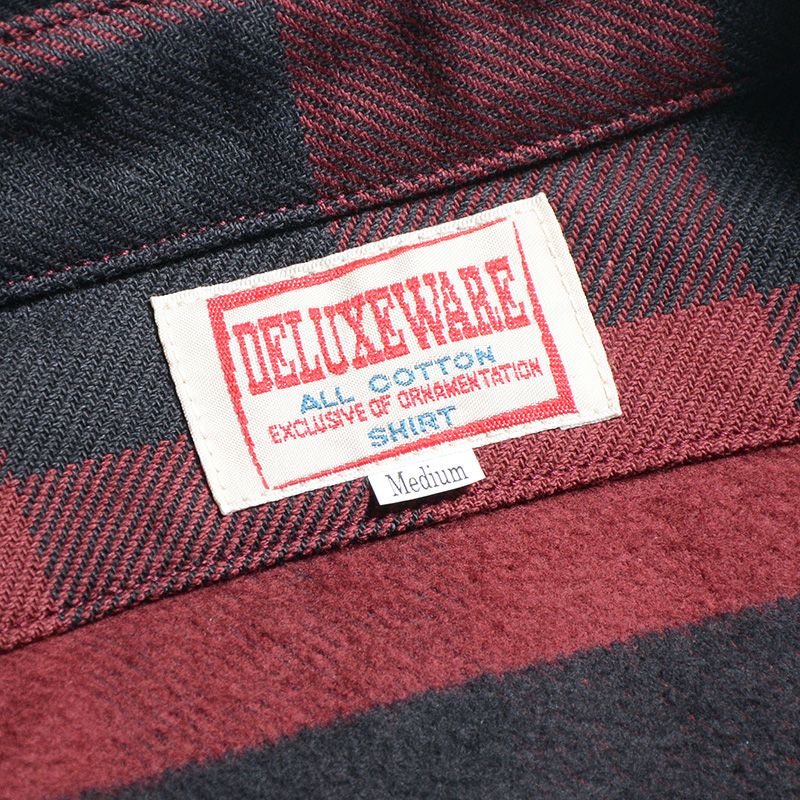 DELUXEWARE
ALL COTTON
EXCLUSIVE OF ORNAMENTATION
SHIRT
Medium